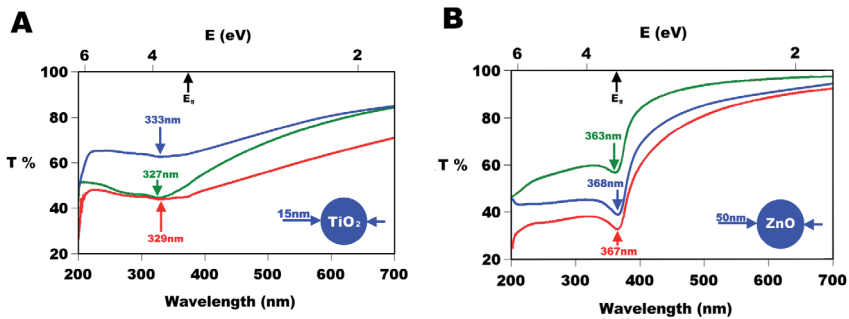 A
E (eV)
6 4 2
100
80
60
40
20
T %
E₉
333nm
327nm
329nm
15nm
TiO₂
200 300 400 500 600 700
Wavelength (nm)
B
E (eV)
6 4 2
100
80
60
40
20
T %
E₉
363nm
368nm
367nm
50nm
ZnO
200 300 400 500 600 700
Wavelength (nm)